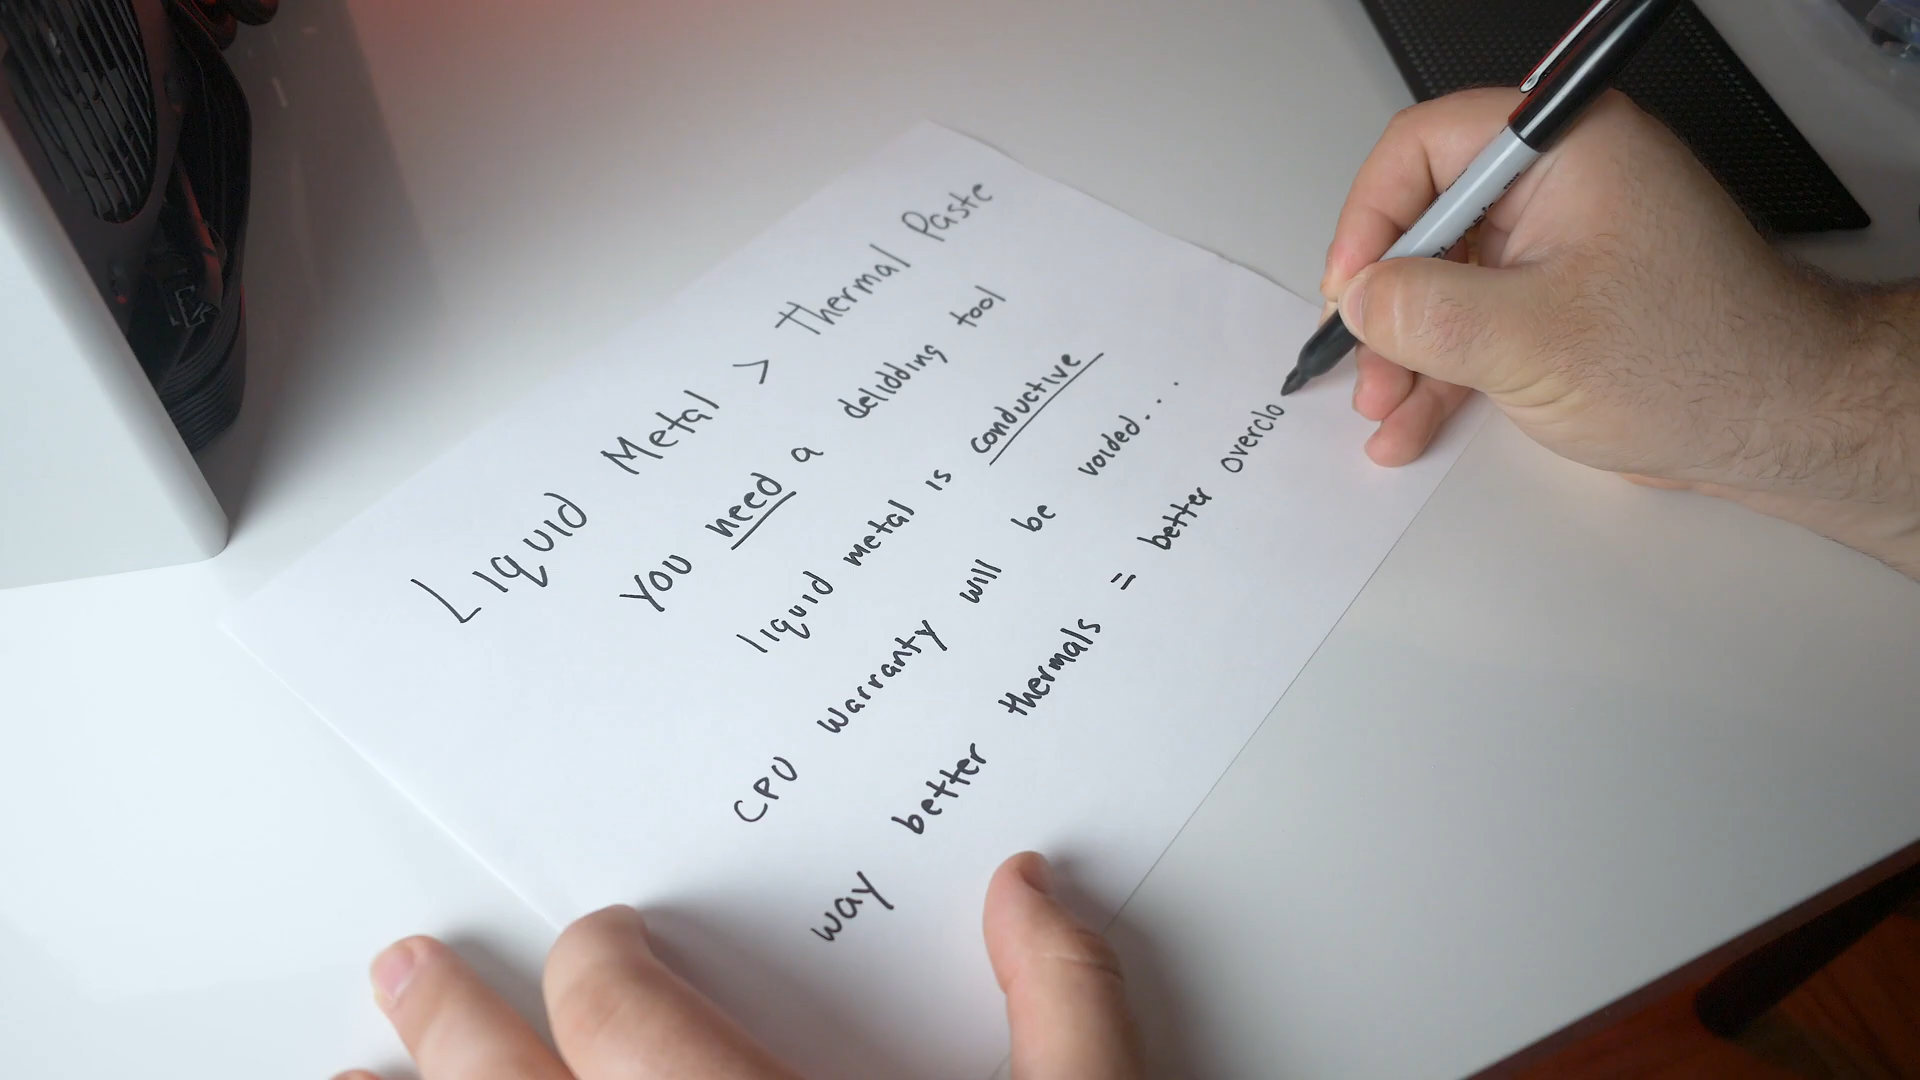 Liquid Metal > Thermal Paste
You need a delidding tool
liquid metal is conductive
CPU warranty will be voided...
way better thermals = better overclo